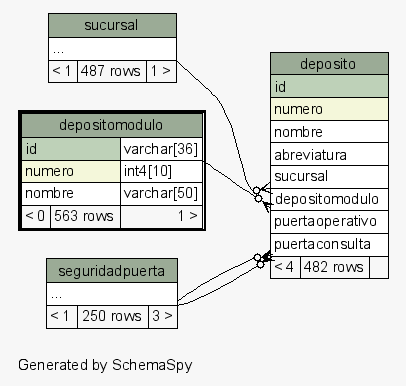 sucursal
...
< 1 487 rows 1 >
depositomodulo
id varchar[36]
numero int4[10]
nombre varchar[50]
< 0 563 rows 1 >
seguridadpuerta
...
< 1 250 rows 3 >
deposito
id
numero
nombre
abreviatura
sucursal
depositomodulo
puertaoperativo
puertaconsulta
< 4 482 rows
Generated by SchemaSpy